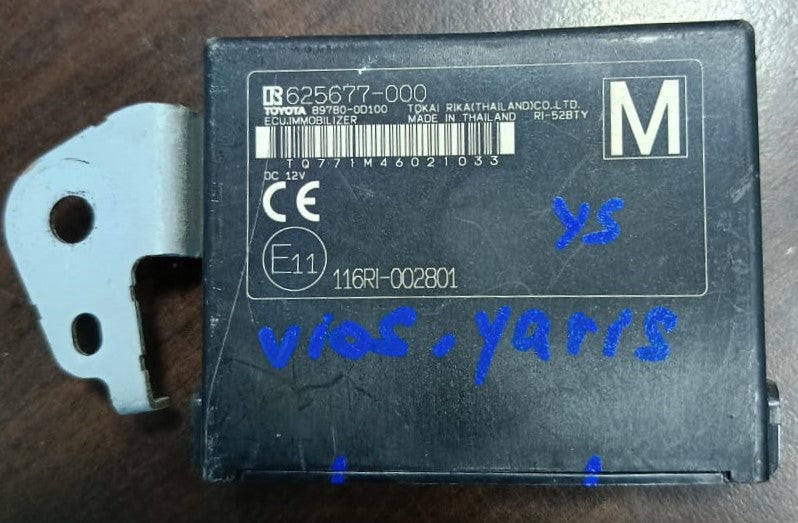 625677-000
TOYOTA 89780-0D100 TOKAI RIKA(THAILAND)CO.,LTD.
ECU,IMMOBILIZER MADE IN THAILAND RI-52BTY
M
TQ771M46021033
DC 12V
CE
E11
116RI-002801
YS
vios, yaris